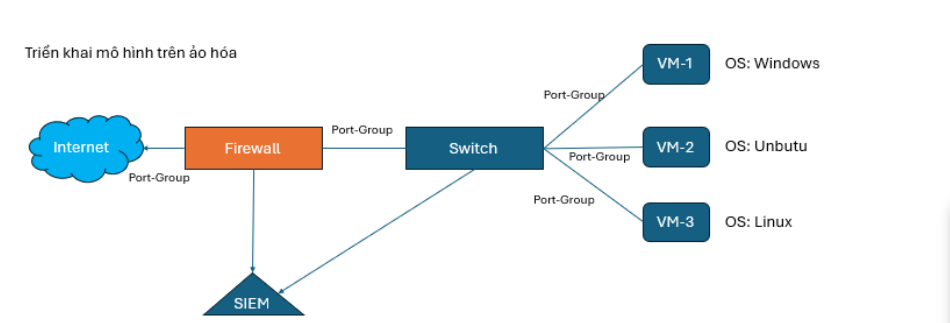 Triển khai mô hình trên ảo hóa
VM-1
OS: Windows
Port-Group
Internet
Firewall
Port-Group
Switch
VM-2
OS: Unbutu
Port-Group
Port-Group
Port-Group
VM-3
OS: Linux
SIEM